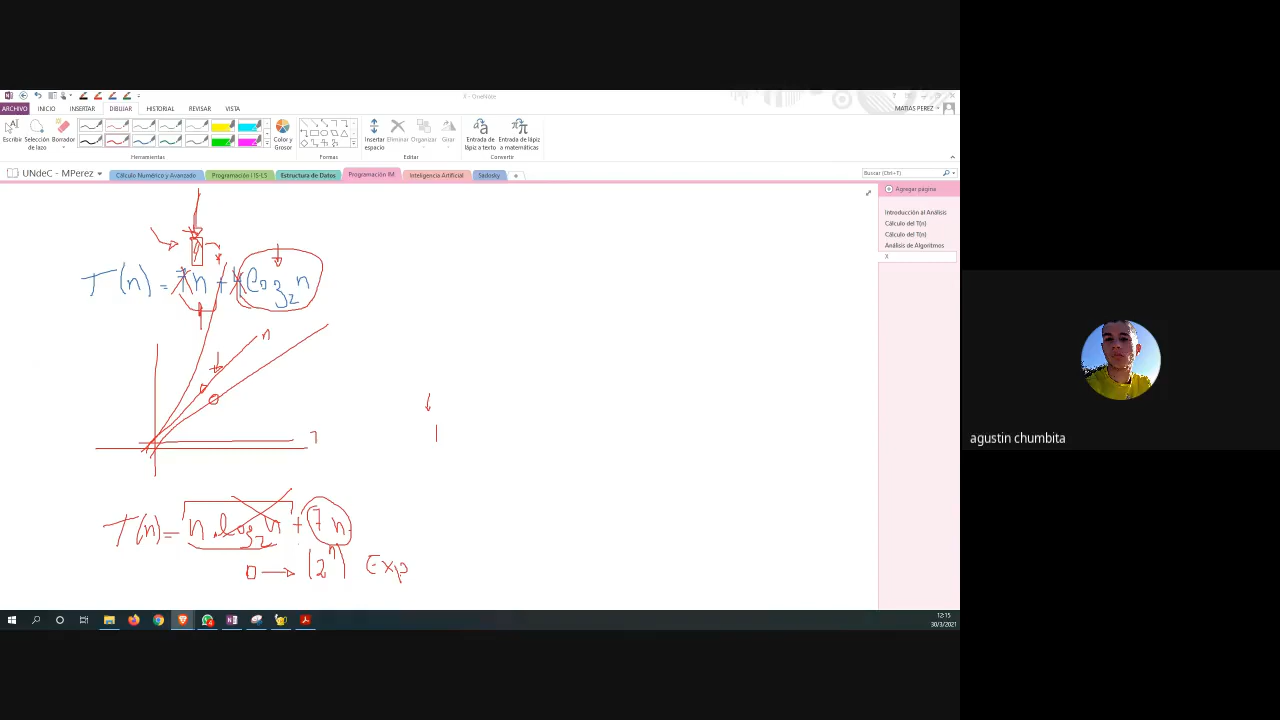 X - OneNote
ARCHIVO INICIO INSERTAR DIBUJAR HISTORIAL REVISAR VISTA
MATIAS PEREZ
Escribir Selección de lazo Borrador
Color y Grosor
Insertar espacio Eliminar Organizar Girar
Entrada de lápiz a texto Entrada de lápiz a matemáticas
Herramientas Formas Editar Convertir
UNdeC - MPerez
Cálculo Numérico y Avanzado
Programación I IS-LS
Estructura de Datos
Programación IM
Inteligencia Artificial
Sadosky
Buscar (Ctrl+T)
Agregar página
Introducción al Análisis
Cálculo del T(n)
Cálculo del T(n)
Análisis de Algoritmos
X
T(n) = 7n + 4 log₂ n
n
T(n) = n . log₂ n + 7n
(2ⁿ) Exp
agustin chumbita
12:15
30/3/2021